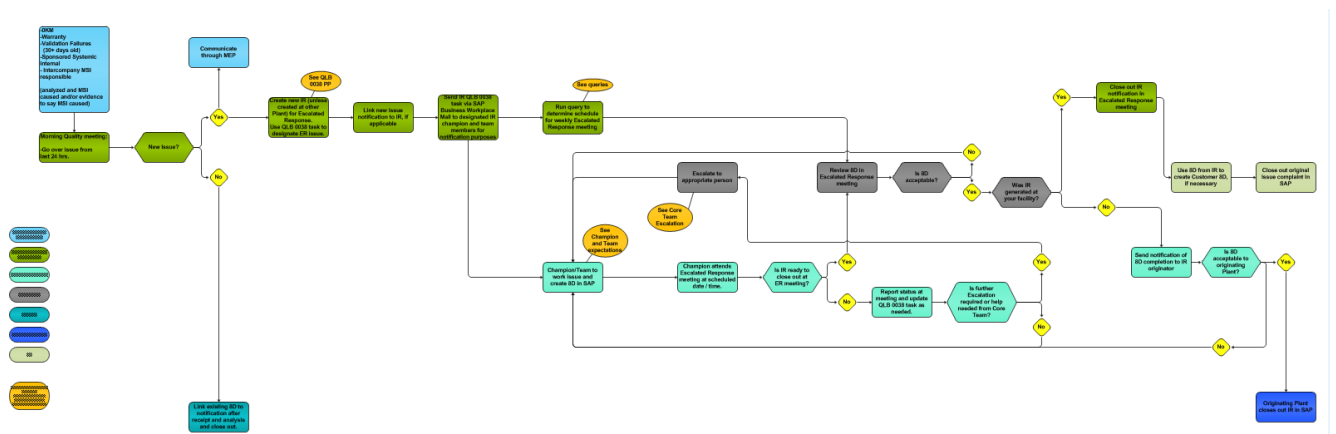 OKM
-Warranty
-Validation Failures
(30+ days old)
-Sponsored Systemic
Internal
- Intercompany MSI
responsible
(analyzed and MSI
caused and/or evidence
to say MSI caused)
Communicate
through MEP
See QLB
0038 PP
See queries
Morning Quality meeting:
-Go over issue from
last 24 hrs.
New Issue?
Yes
No
Create new IR (unless
created at other
Plant) for Escalated
Response.
Use QLB 0038 task to
designate ER issue.
Link new issue
notification to IR, if
applicable
Send IR QLB 0038
task via SAP
Business Workplace
Mail to designated IR
champion and team
members for
notification purposes
Run query to
determine schedule
for weekly Escalated
Response meeting
Close out IR
notification in
Escalated Response
meeting
Yes
Escalate to
appropriate person
Review 8D in
Escalated Response
meeting
Is 8D
acceptable?
No
Yes
Was IR
generated at
your facility?
Use 8D from IR to
create Customer 8D,
if necessary
Close out original
issue complaint in
SAP
See Core
Team
Escalation
No
See
Champion
and Team
expectations
Champion/Team to
work issue and
create 8D in SAP
Champion attends
Escalated Response
meeting at scheduled
date / time.
Is IR ready to
close out at
ER meeting?
Yes
No
Report status at
meeting and update
QLB-0038 task as
needed.
Is further
Escalation
required or help
needed from Core
Team?
Yes
No
Send notification of
8D completion to IR
originator
Is 8D
acceptable to
originating
Plant?
Yes
No
Link existing 8D to
notification after
receipt and analysis
and close out.
Originating Plant
closes out IR in SAP